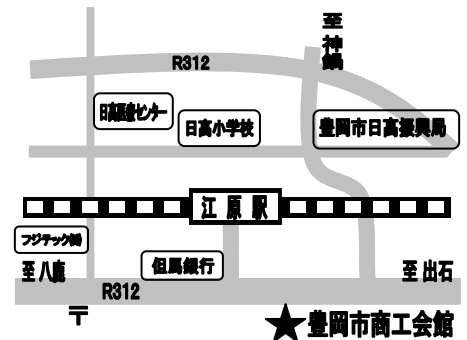 至
神
鍋
R312
日高医療センター
日高小学校
豊岡市日高振興局
江原駅
フジテック㈱
至 八鹿
但馬銀行
至 出石
R312
〒
★豊岡市商工会館